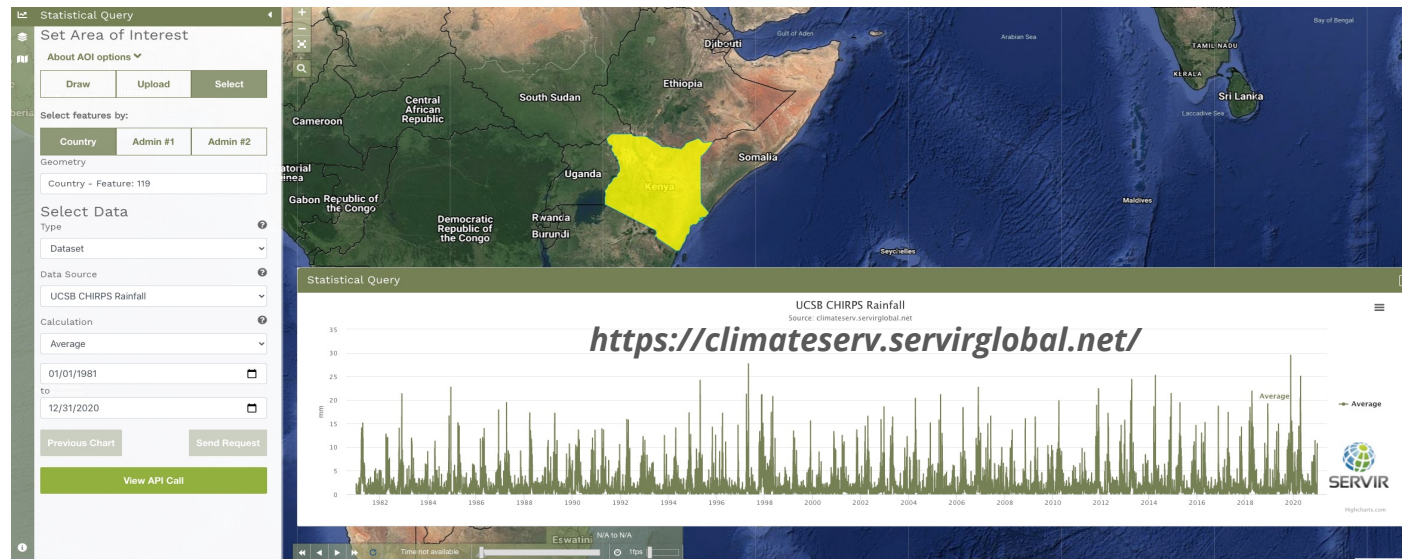 Statistical Query
Set Area of Interest
About AOI options
Draw Upload Select
Select features by:
Country Admin #1 Admin #2
Geometry
Country - Feature: 119
Select Data
Type
Dataset
Data Source
UCSB CHIRPS Rainfall
Calculation
Average
01/01/1981
to
12/31/2020
Previous Chart Send Request
View API Call
Bay of Bengal
Gulf of Aden
Arabian Sea
Djibouti
TAMIL NADU
KERALA
Sri Lanka
Laccadive Sea
Ethiopia
South Sudan
Central
African
Republic
Cameroon
Somalia
Uganda
Kenya
Maldives
Gabon
Republic of
the Congo
Democratic
Republic of
the Congo
Rwanda
Burundi
Seychelles
Statistical Query
UCSB CHIRPS Rainfall
Source: climateserv.servirglobal.net
https://climateserv.servirglobal.net/
35
30
25
20
15
10
5
0
mm
Average
Average
1982 1984 1986 1988 1990 1992 1994 1996 1998 2000 2002 2004 2006 2008 2010 2012 2014 2016 2018 2020
SERVIR
Highcharts.com
Eswatini
N/A to N/A
Time not available
1fps